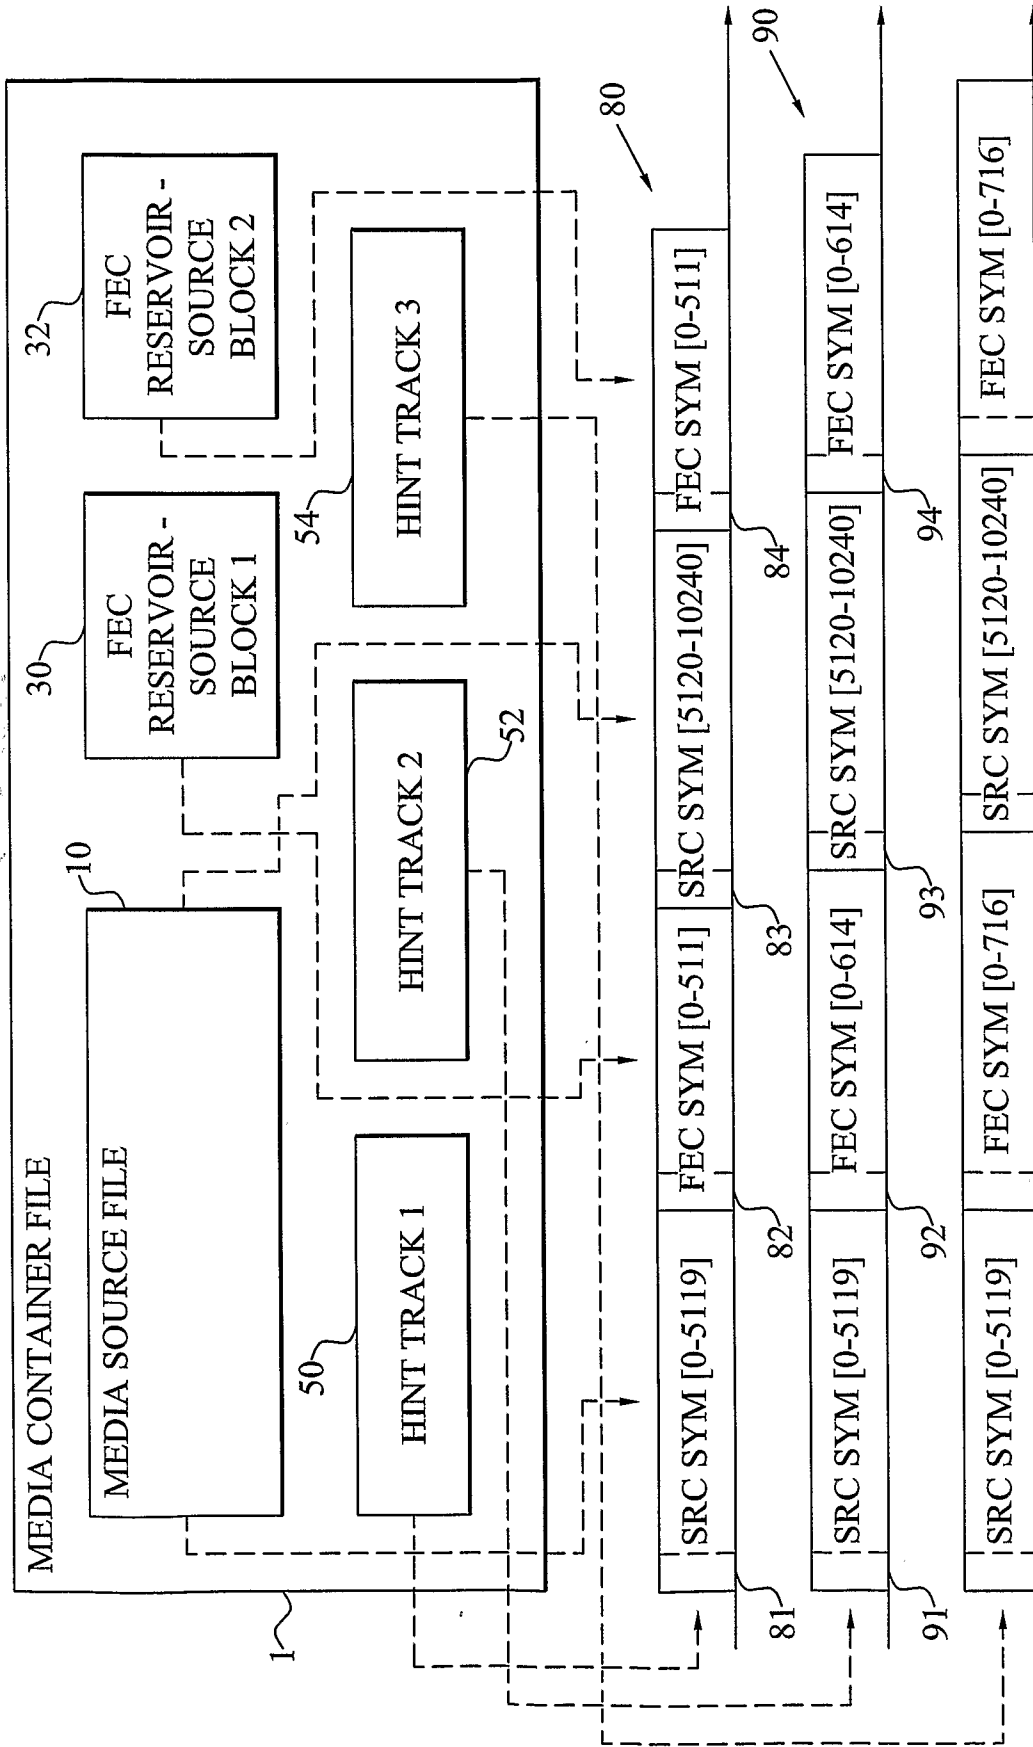 MEDIA CONTAINER FILE
1
MEDIA SOURCE FILE
10
FEC
RESERVOIR -
SOURCE
BLOCK 1
30
FEC
RESERVOIR -
SOURCE
BLOCK 2
32
HINT TRACK 1
50
HINT TRACK 2
52
HINT TRACK 3
54
80
SRC SYM [0-5119]
FEC SYM [0-511]
SRC SYM [5120-10240]
FEC SYM [0-511]
81
82
83
84
90
SRC SYM [0-5119]
FEC SYM [0-614]
SRC SYM [5120-10240]
FEC SYM [0-614]
91
92
93
94
SRC SYM [0-5119]
FEC SYM [0-716]
SRC SYM [5120-10240]
FEC SYM [0-716]